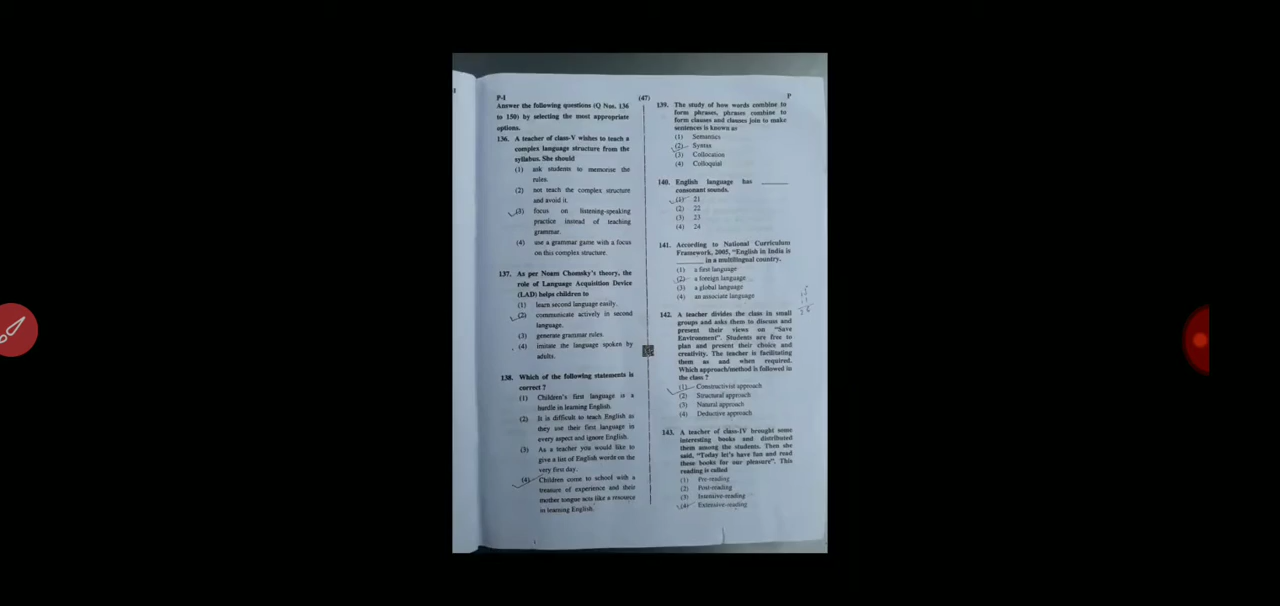 P-I
(47)
P
Answer the following questions (Q Nos. 136
to 150) by selecting the most appropriate
options.
136. A teacher of class-V wishes to teach a
complex language structure from the
syllabus. She should
(1) ask students to memorise the
rules.
(2) not teach the complex structure
and avoid it.
(3) focus on listening-speaking
practice instead of teaching
grammar.
(4) use a grammar game with a focus
on this complex structure.
137. As per Noam Chomsky's theory, the
role of Language Acquisition Device
(LAD) helps children to
(1) learn second language easily.
(2) communicate actively in second
language.
(3) generate grammar rules.
(4) imitate the language spoken by
adults.
138. Which of the following statements is
correct ?
(1) Children's first language is a
hurdle in learning English.
(2) It is difficult to teach English as
they use their first language in
every aspect and ignore English.
(3) As a teacher you would like to
give a list of English words on the
very first day.
(4) Children come to school with a
treasure of experience and their
mother tongue acts like a resource
in learning English.
139. The study of how words combine to
form phrases, phrases combine to
form clauses and clauses join to make
sentences is known as
(1) Semantics
(2) Syntax
(3) Collocation
(4) Colloquial
140. English language has ______
consonant sounds.
(1) 21
(2) 22
(3) 23
(4) 24
141. According to National Curriculum
Framework, 2005, "English in India is
______ in a multilingual country.
(1) a first language
(2) a foreign language
(3) a global language
(4) an associate language
142. A teacher divides the class in small
groups and asks them to discuss and
present their views on "Save
Environment". Students are free to
plan and present their choice and
creativity. The teacher is facilitating
them as and when required.
Which approach/method is followed in
the class ?
(1) Constructivist approach
(2) Structural approach
(3) Natural approach
(4) Deductive approach
143. A teacher of class-IV brought some
interesting books and distributed
them among the students. Then she
said, "Today let's have fun and read
these books for our pleasure". This
reading is called
(1) Pre-reading
(2) Post-reading
(3) Intensive-reading
(4) Extensive-reading